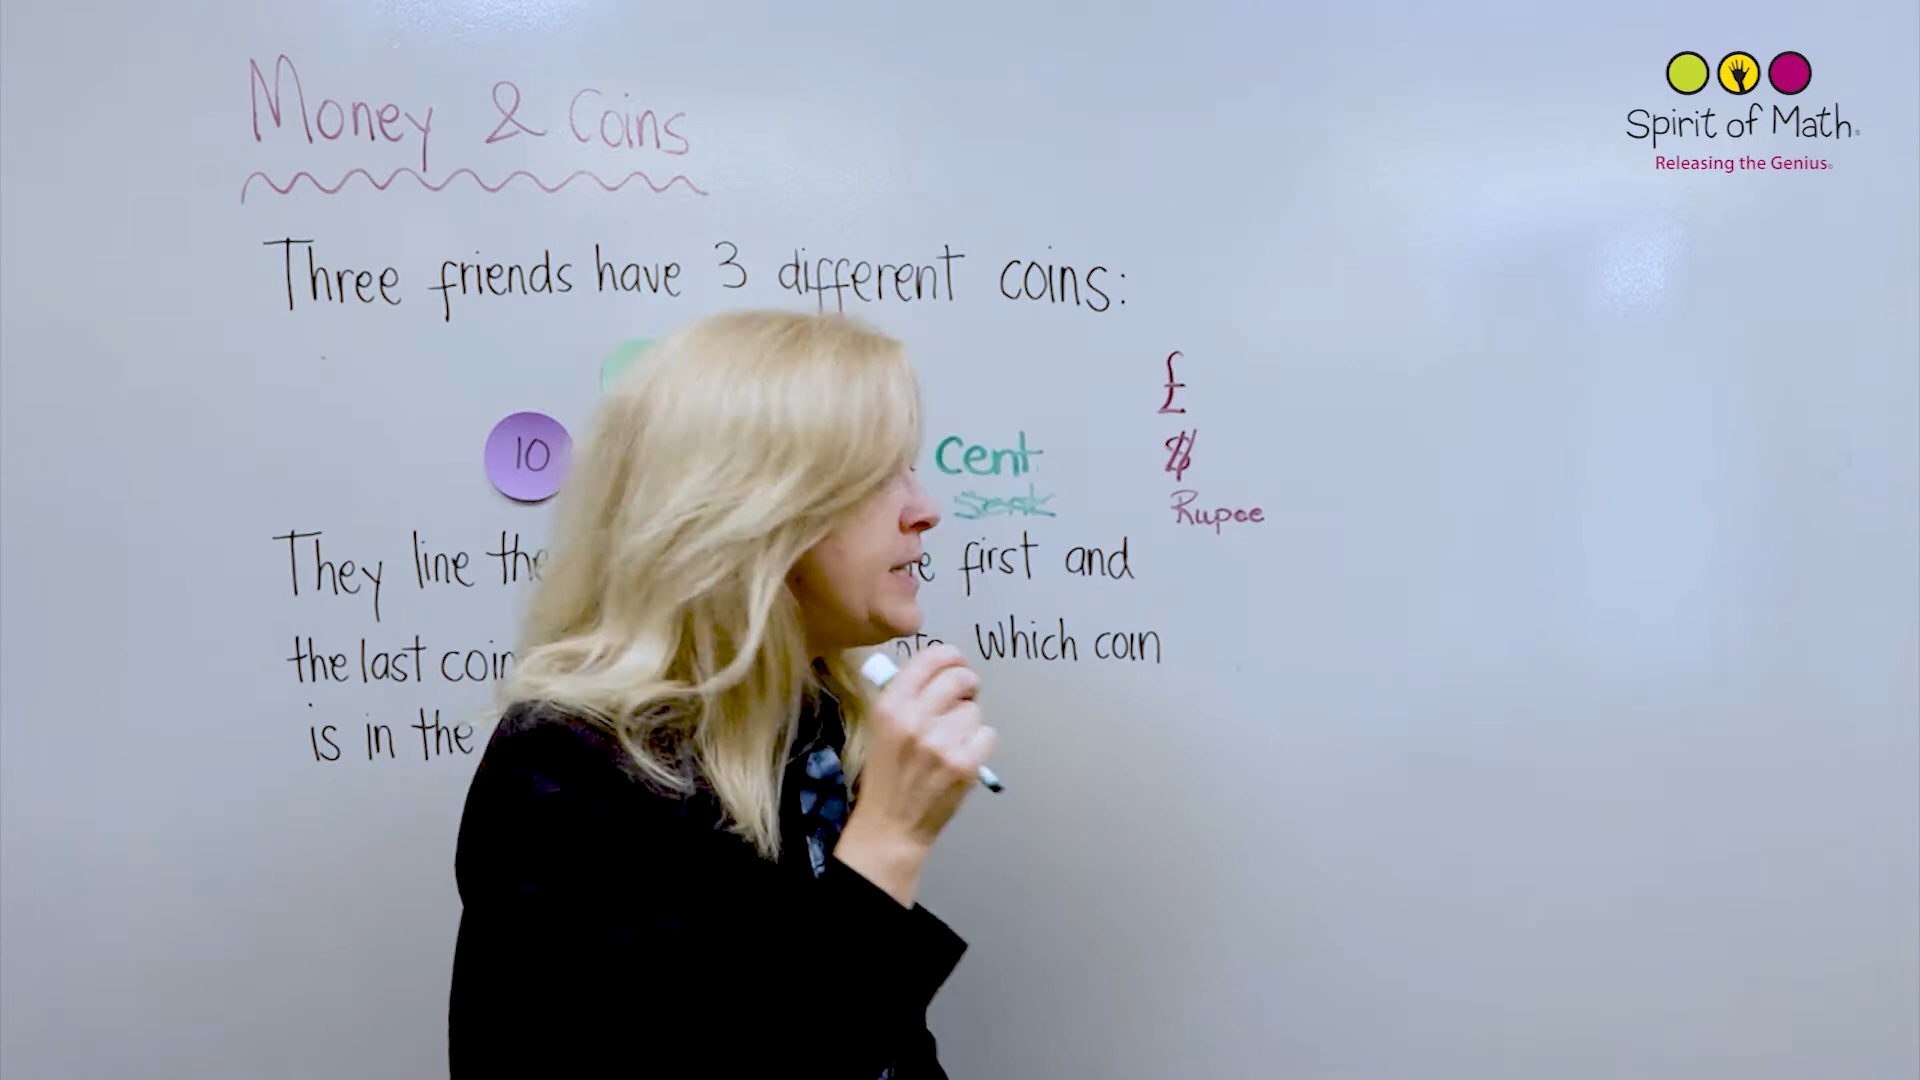 Money & Coins
Spirit of Math
Releasing the Genius
Three friends have 3 different coins:
£
10
cent
$
Rupee
They line the first and
the last coin Which coin
is in the